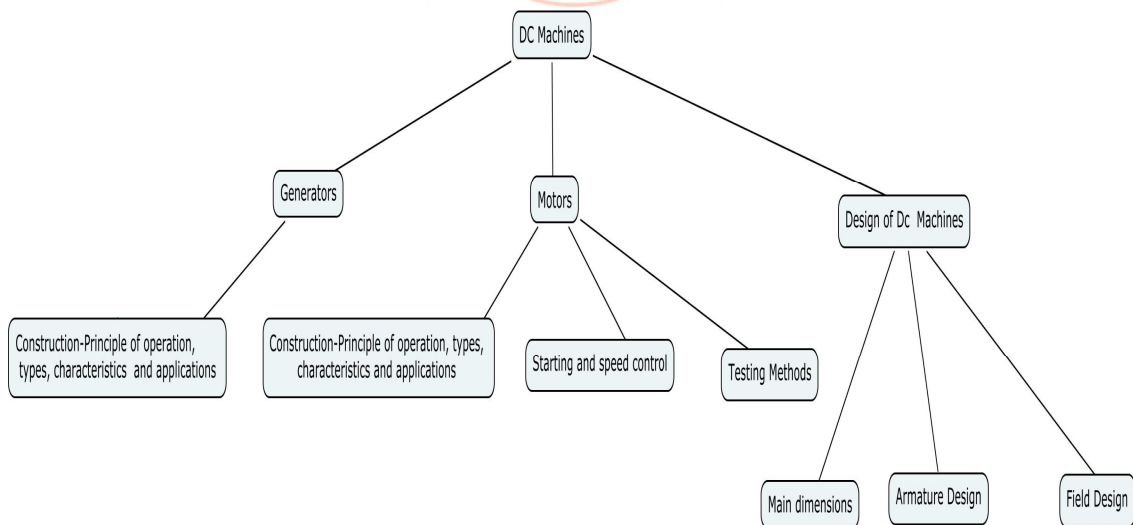 DC Machines
Generators
Motors
Design of Dc Machines
Construction-Principle of operation,
types, characteristics and applications
Construction-Principle of operation, types,
characteristics and applications
Starting and speed control
Testing Methods
Main dimensions
Armature Design
Field Design